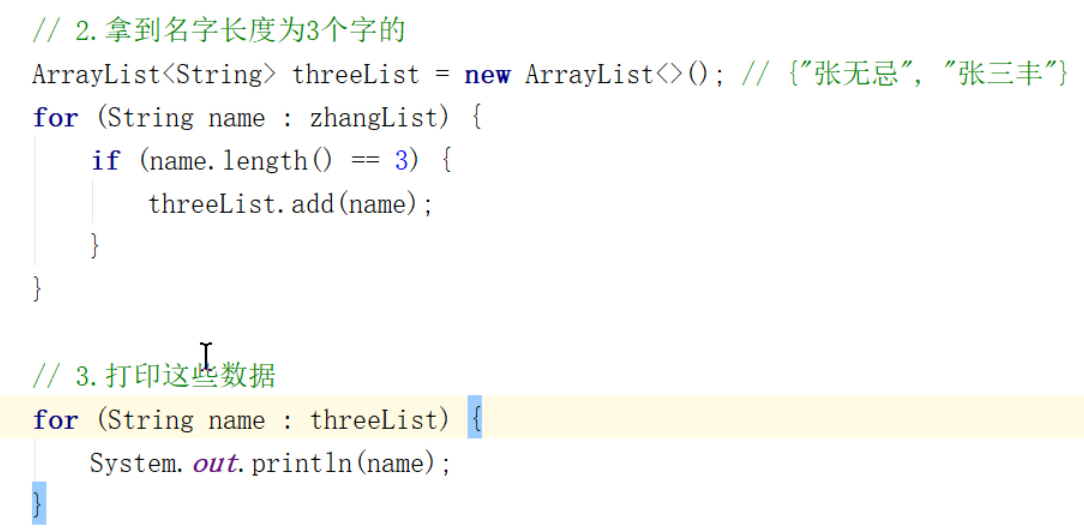 // 2.拿到名字长度为3个字的
ArrayList<String> threeList = new ArrayList<>(); // {"张无忌", "张三丰"}
for (String name : zhangList) {
    if (name.length() == 3) {
        threeList.add(name);
    }
}
// 3.打印这些数据
for (String name : threeList) {
    System.out.println(name);
}